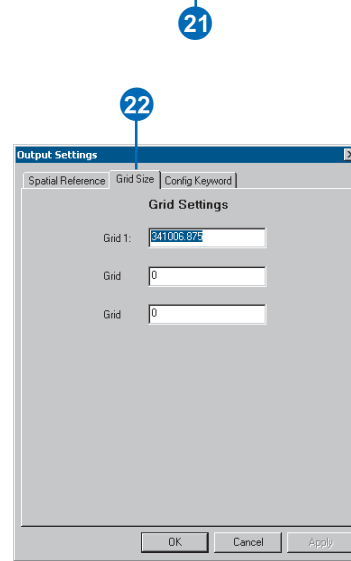 21
22
Output Settings
Spatial Reference Grid Size Config Keyword
Grid Settings
Grid 1: 341006.875
Grid 0
Grid 0
OK Cancel Apply